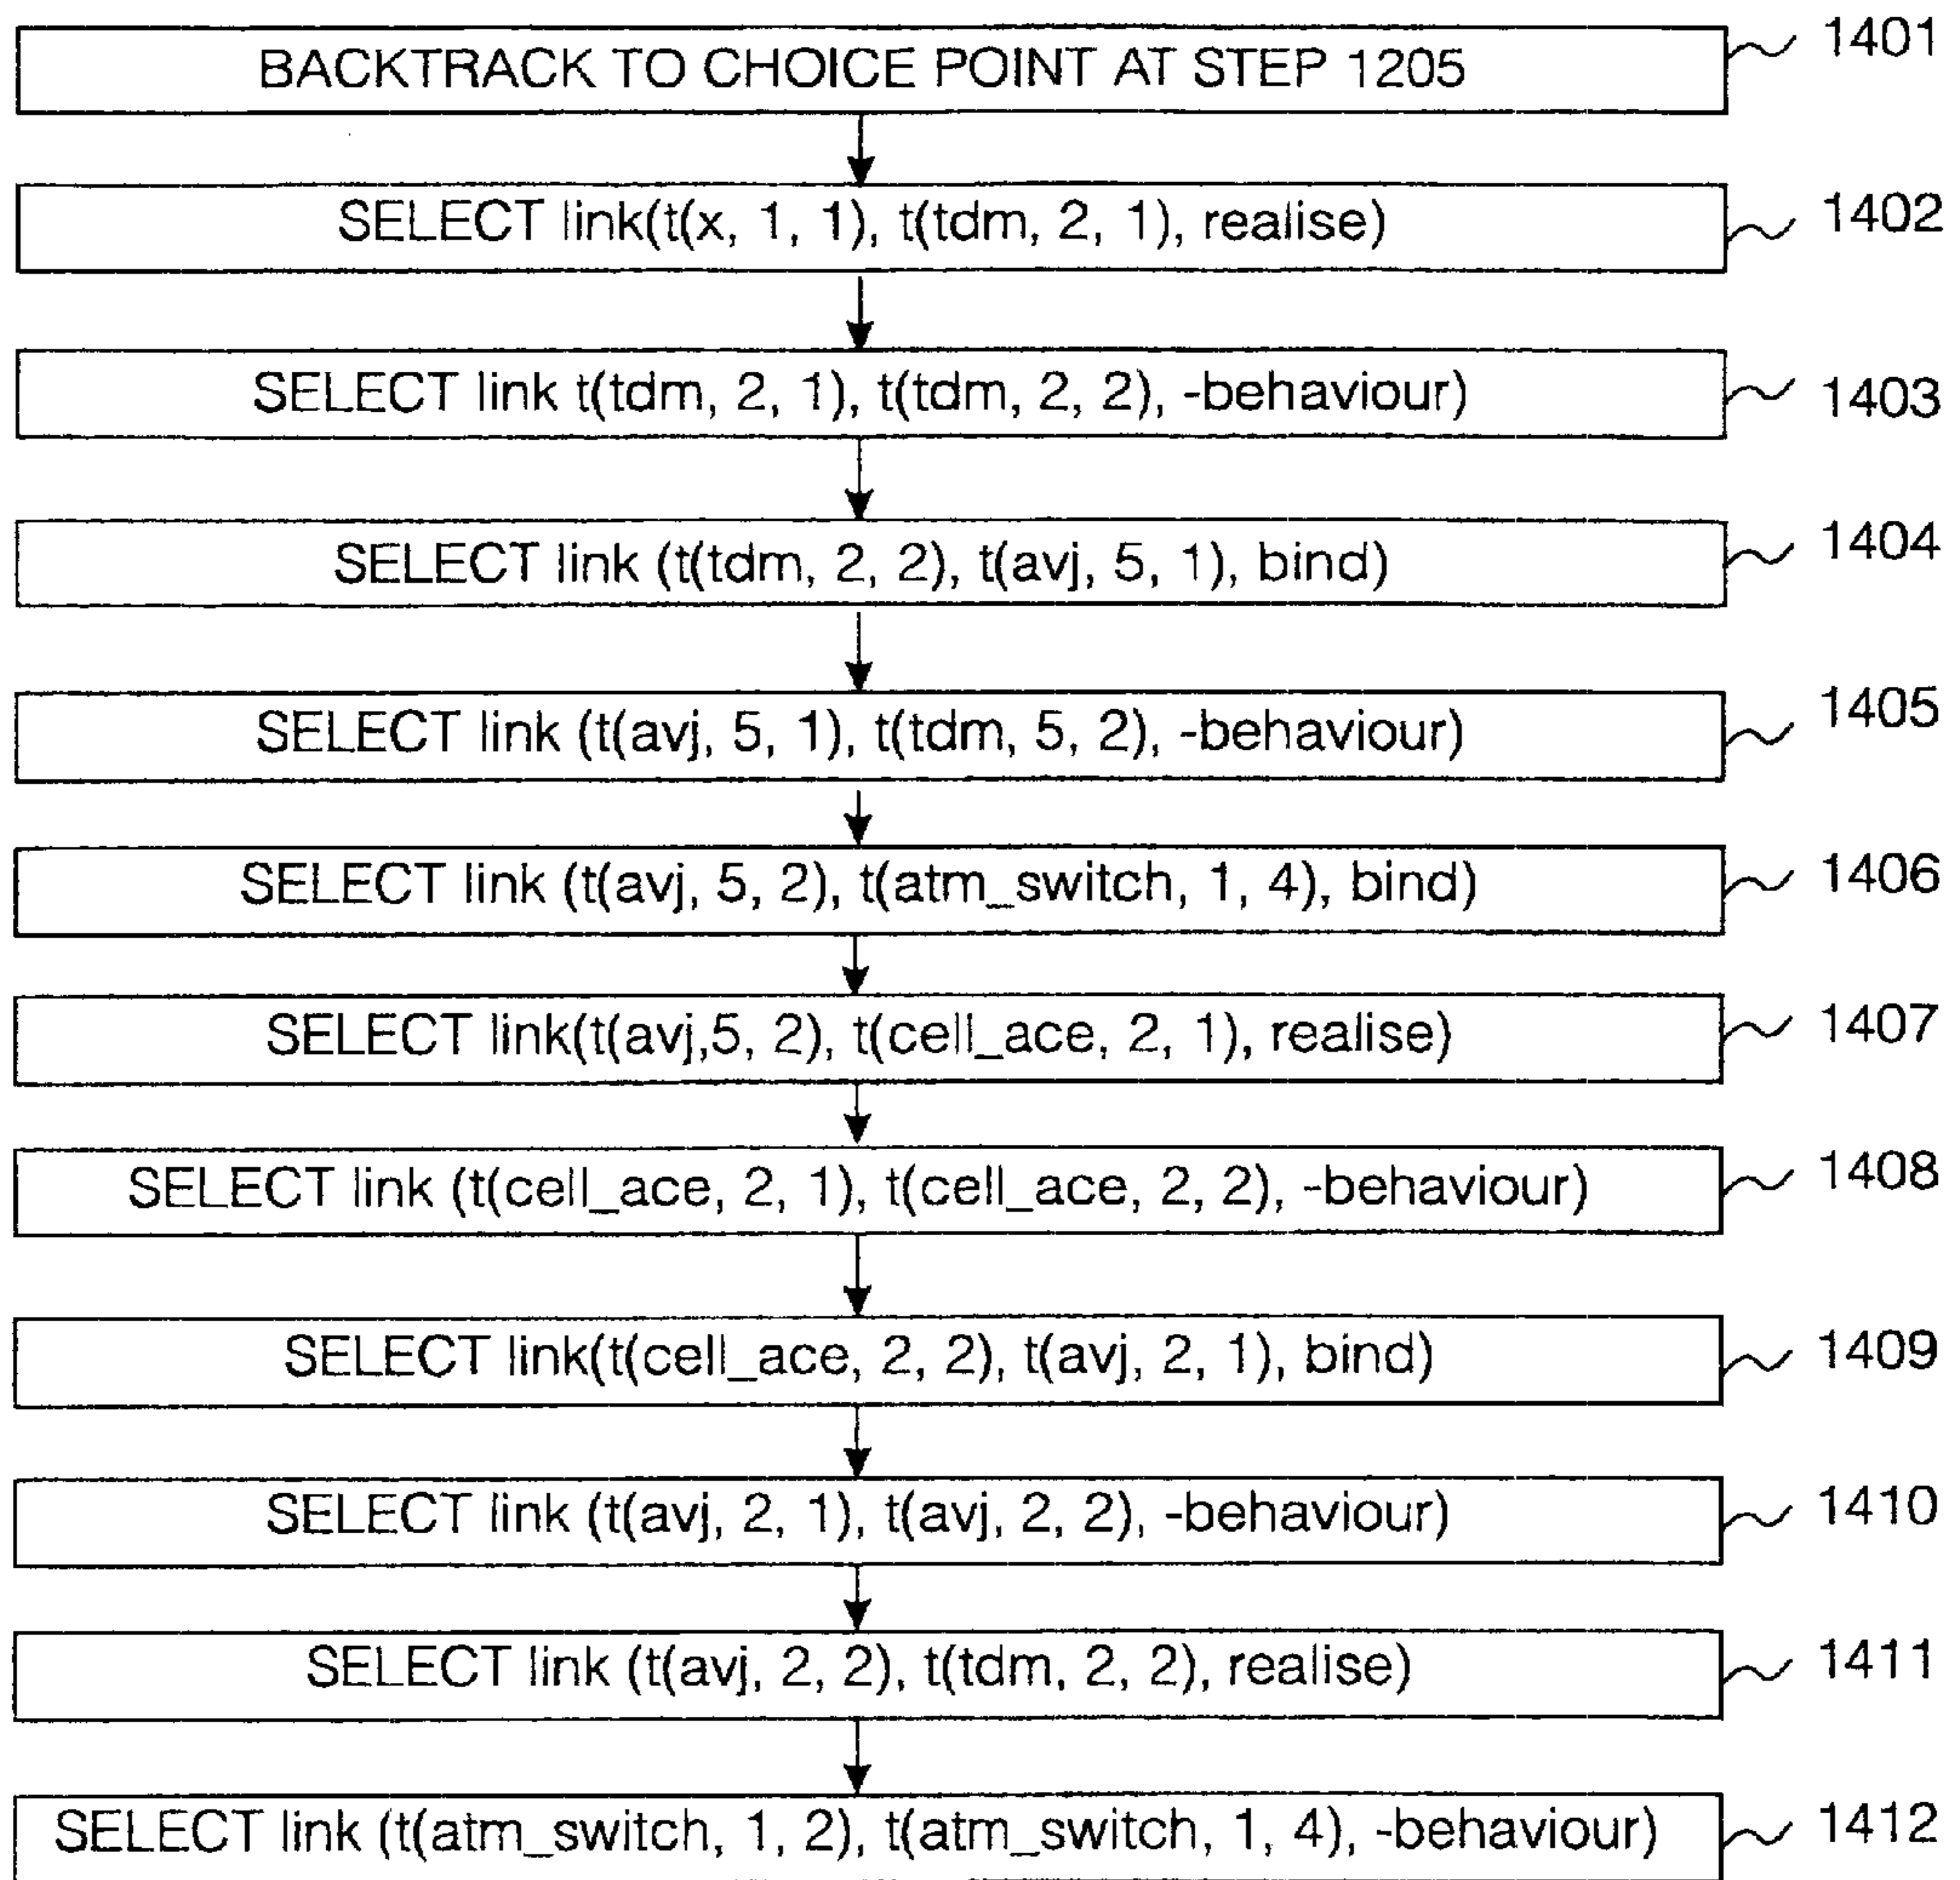 BACKTRACK TO CHOICE POINT AT STEP 1205
1401
SELECT link(t(x, 1, 1), t(tdm, 2, 1), realise)
1402
SELECT link t(tdm, 2, 1), t(tdm, 2, 2), -behaviour)
1403
SELECT link (t(tdm, 2, 2), t(avj, 5, 1), bind)
1404
SELECT link (t(avj, 5, 1), t(tdm, 5, 2), -behaviour)
1405
SELECT link (t(avj, 5, 2), t(atm_switch, 1, 4), bind)
1406
SELECT link(t(avj,5, 2), t(cell_ace, 2, 1), realise)
1407
SELECT link (t(cell_ace, 2, 1), t(cell_ace, 2, 2), -behaviour)
1408
SELECT link(t(cell_ace, 2, 2), t(avj, 2, 1), bind)
1409
SELECT link (t(avj, 2, 1), t(avj, 2, 2), -behaviour)
1410
SELECT link (t(avj, 2, 2), t(tdm, 2, 2), realise)
1411
SELECT link (t(atm_switch, 1, 2), t(atm_switch, 1, 4), -behaviour)
1412